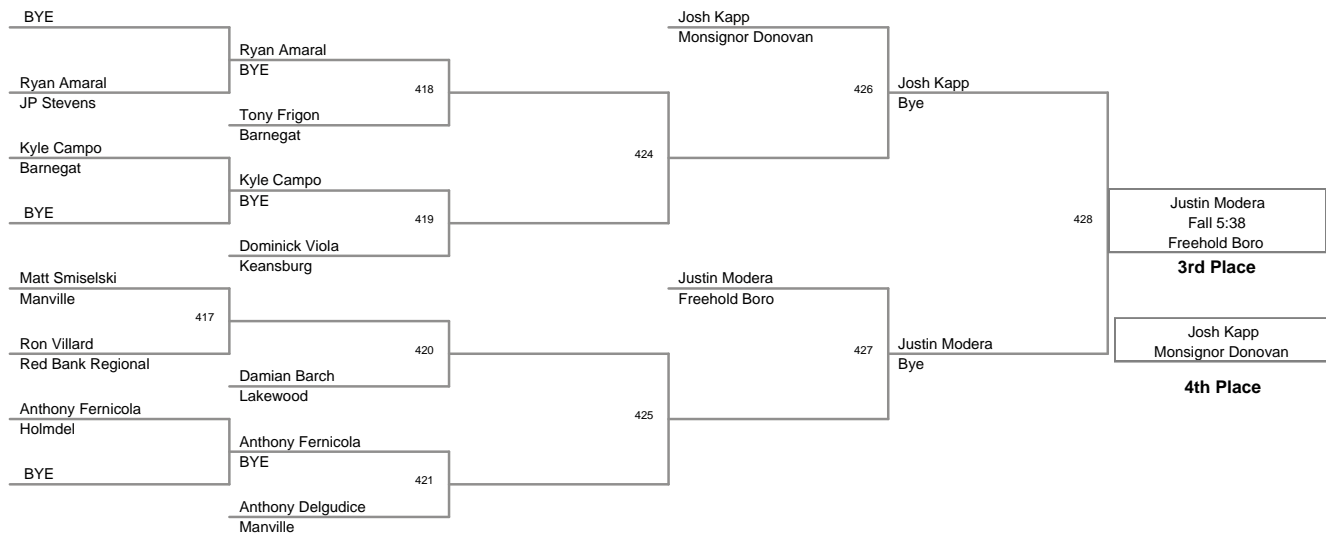 BYE
Ryan Amaral
JP Stevens
Kyle Campo
Barnegat
BYE
Matt Smiselski
Manville
417
Ron Villard
Red Bank Regional
Anthony Fernicola
Holmdel
BYE
Ryan Amaral
BYE
418
Tony Frigon
Barnegat
Kyle Campo
BYE
419
Dominick Viola
Keansburg
420
Damian Barch
Lakewood
Anthony Fernicola
BYE
421
Anthony Delgudice
Manville
424
425
Josh Kapp
Monsignor Donovan
426
Justin Modera
Freehold Boro
427
Josh Kapp
Bye
428
Justin Modera
Bye
Justin Modera
Fall 5:38
Freehold Boro
3rd Place
Josh Kapp
Monsignor Donovan
4th Place